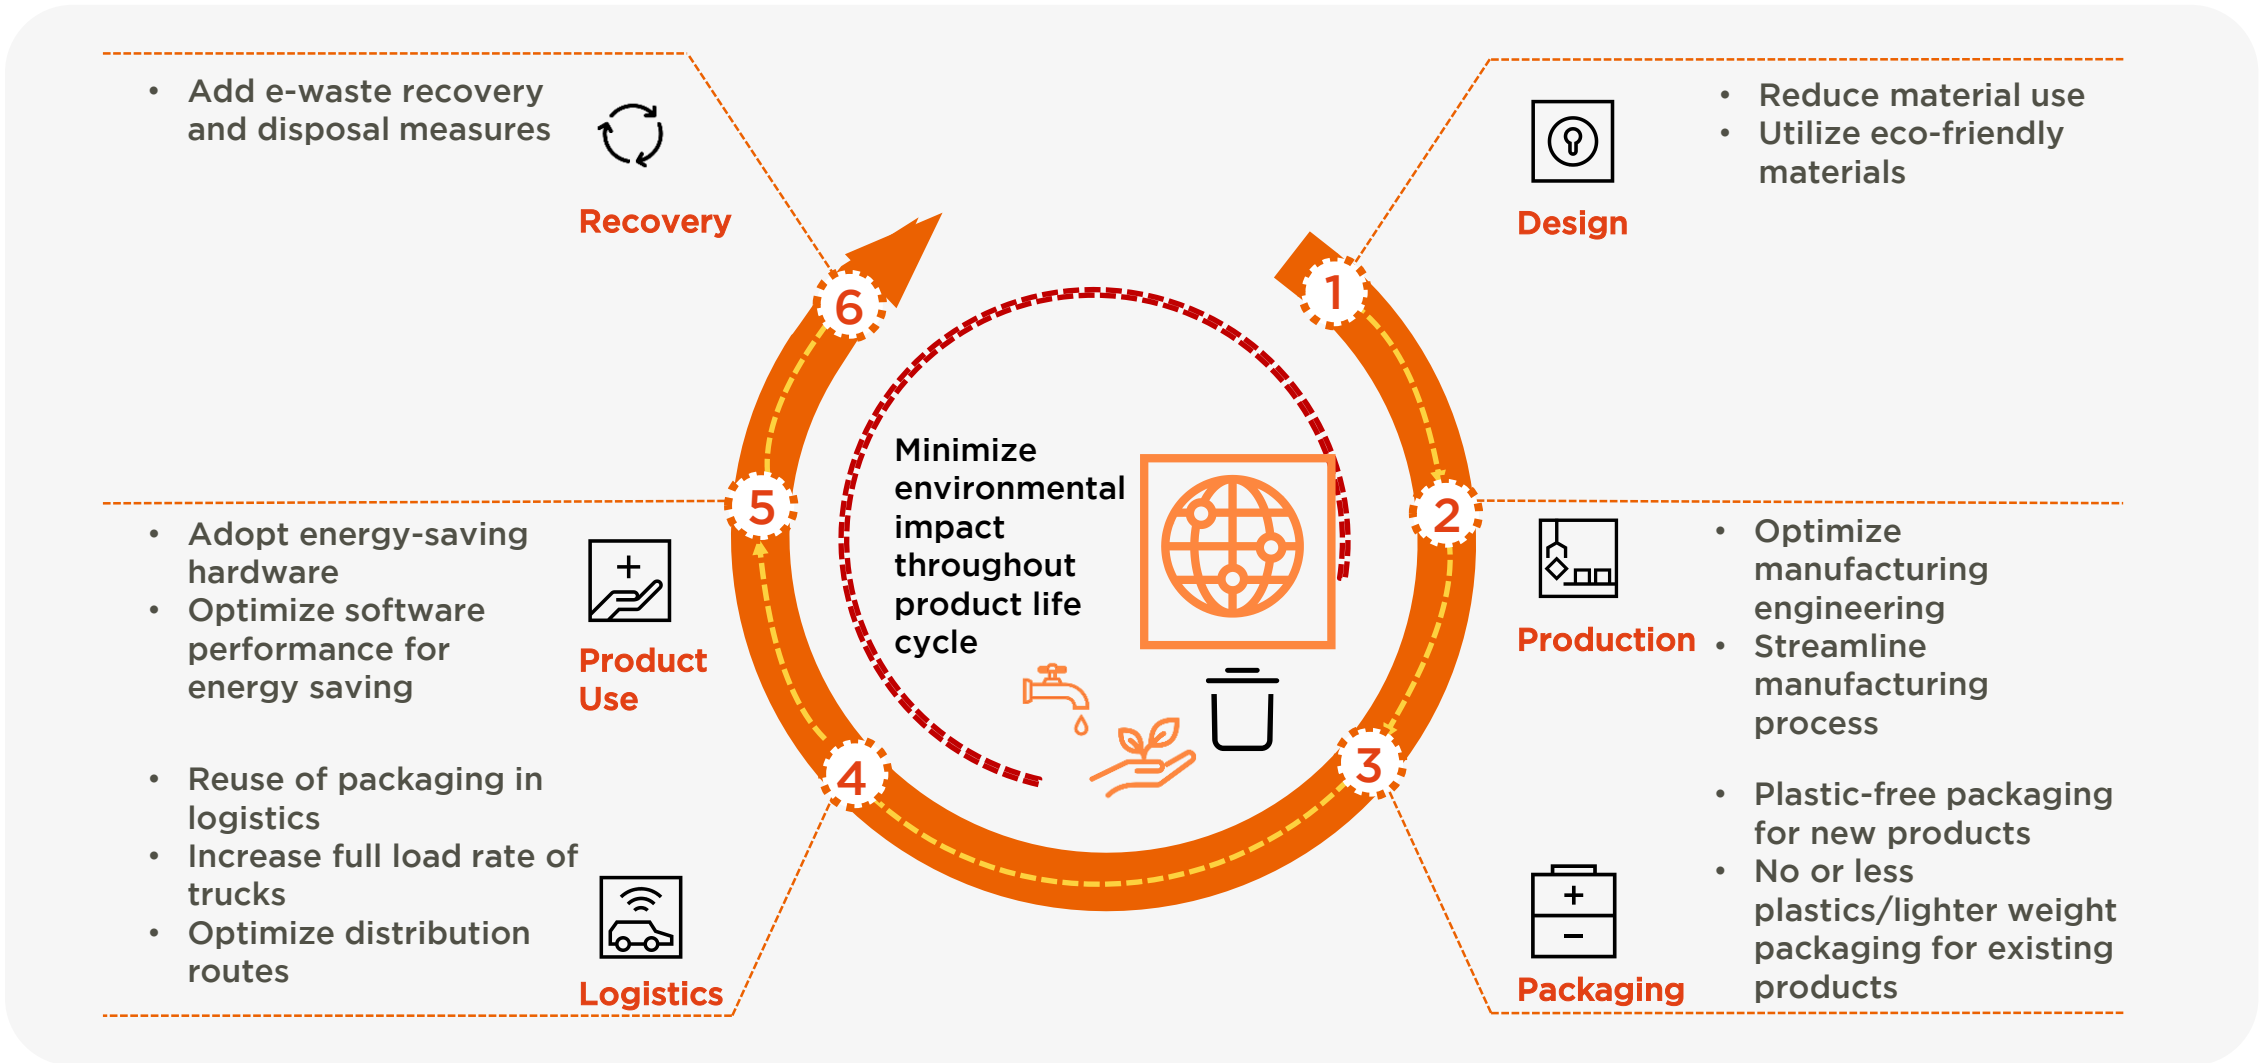 • Add e-waste recovery
and disposal measures
Recovery
6
• Reduce material use
• Utilize eco-friendly
materials
Design
1
Minimize
environmental
impact
throughout
product life
cycle
5
• Adopt energy-saving
hardware
• Optimize software
performance for
energy saving
Product
Use
2
• Optimize
manufacturing
engineering
• Streamline
manufacturing
process
Production
4
• Reuse of packaging in
logistics
• Increase full load rate of
trucks
• Optimize distribution
routes
Logistics
3
• Plastic-free packaging
for new products
• No or less
plastics/lighter weight
packaging for existing
products
Packaging